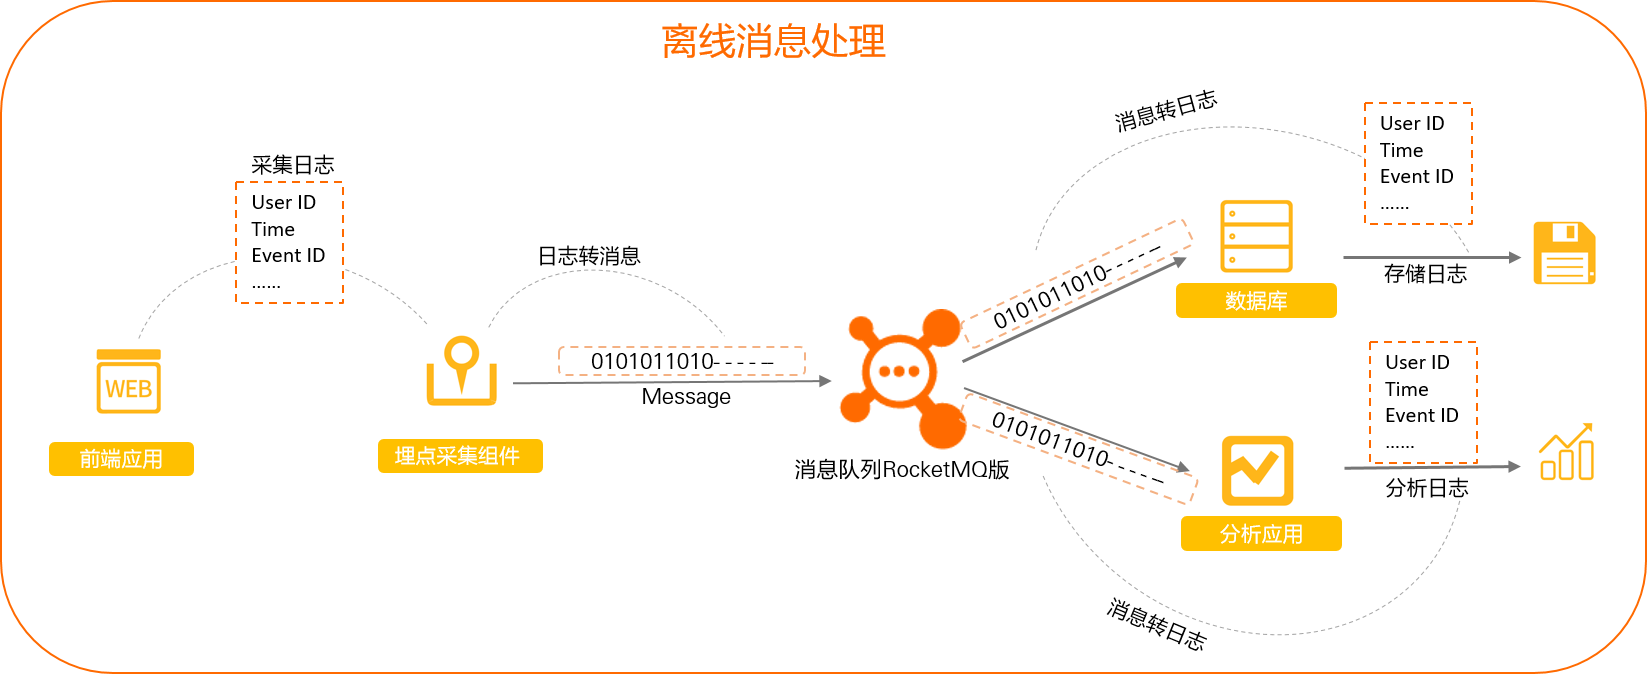 离线消息处理
采集日志
User ID
Time
Event ID
......
WEB
前端应用
日志转消息
埋点采集组件
0101011010------
Message
消息队列RocketMQ版
消息转日志
0101011010------
数据库
User ID
Time
Event ID
......
存储日志
0101011010------
分析应用
User ID
Time
Event ID
......
分析日志
消息转日志